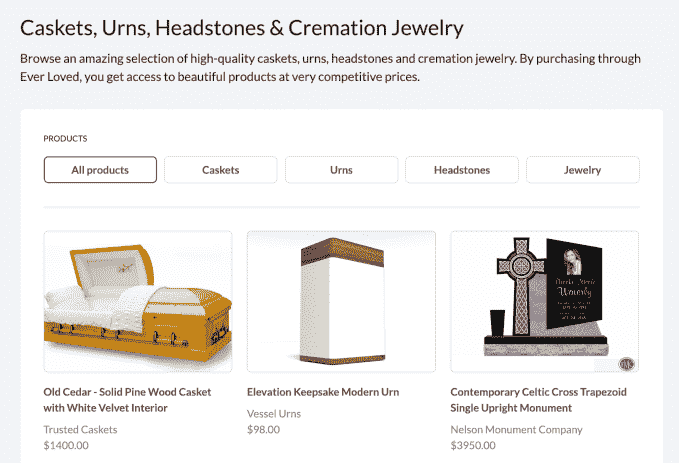 Caskets, Urns, Headstones & Cremation Jewelry
Browse an amazing selection of high-quality caskets, urns, headstones and cremation jewelry. By purchasing through
Ever Loved, you get access to beautiful products at very competitive prices.
PRODUCTS
All products
Caskets
Urns
Headstones
Jewelry
Old Cedar - Solid Pine Wood Casket
with White Velvet Interior
Trusted Caskets
$1400.00
Elevation Keepsake Modern Urn
Vessel Urns
$98.00
Contemporary Celtic Cross Trapezoid
Single Upright Monument
Nelson Monument Company
$3950.00